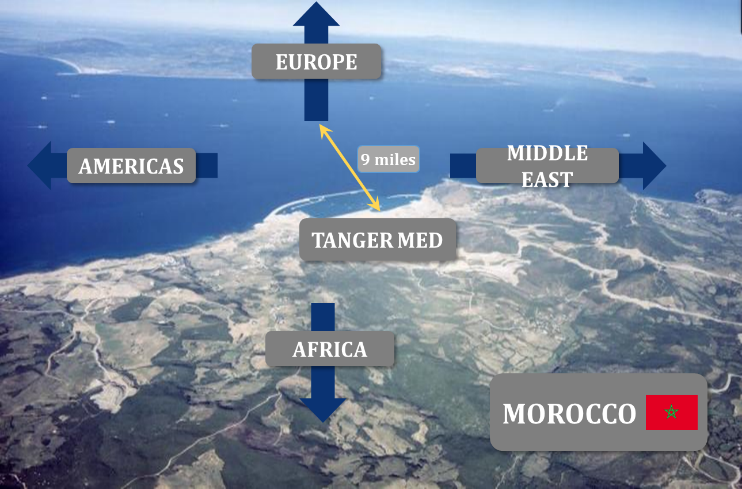 EUROPE
9 miles
AMERICAS
MIDDLE
EAST
TANGER MED
AFRICA
MOROCCO